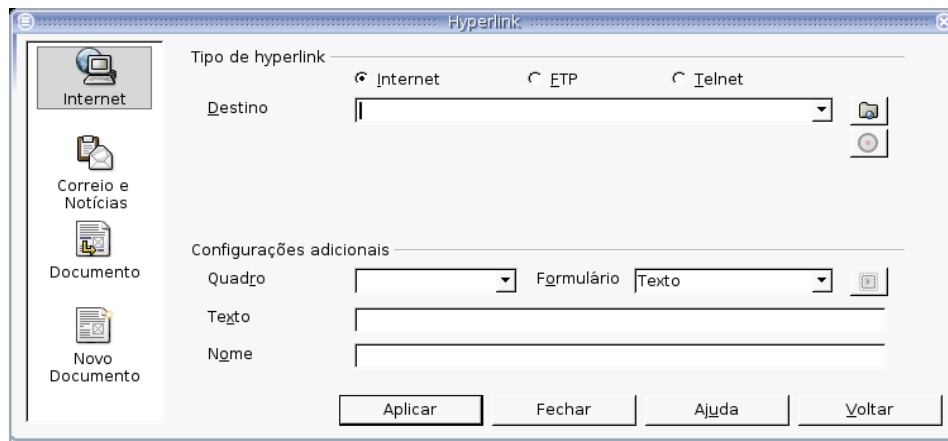 Hyperlink
Internet
Correio e
Notícias
Documento
Novo
Documento
Tipo de hyperlink
Internet
FTP
Telnet
Destino
Configurações adicionais
Quadro
Formulário
Texto
Texto
Nome
Aplicar
Fechar
Ajuda
Voltar